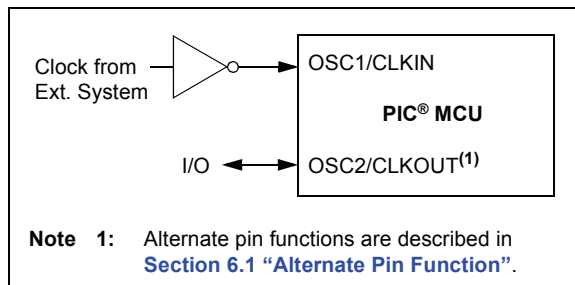 Clock from
Ext. System
OSC1/CLKIN
PIC® MCU
I/O
OSC2/CLKOUT(1)
Note 1: Alternate pin functions are described in
Section 6.1 “Alternate Pin Function”.